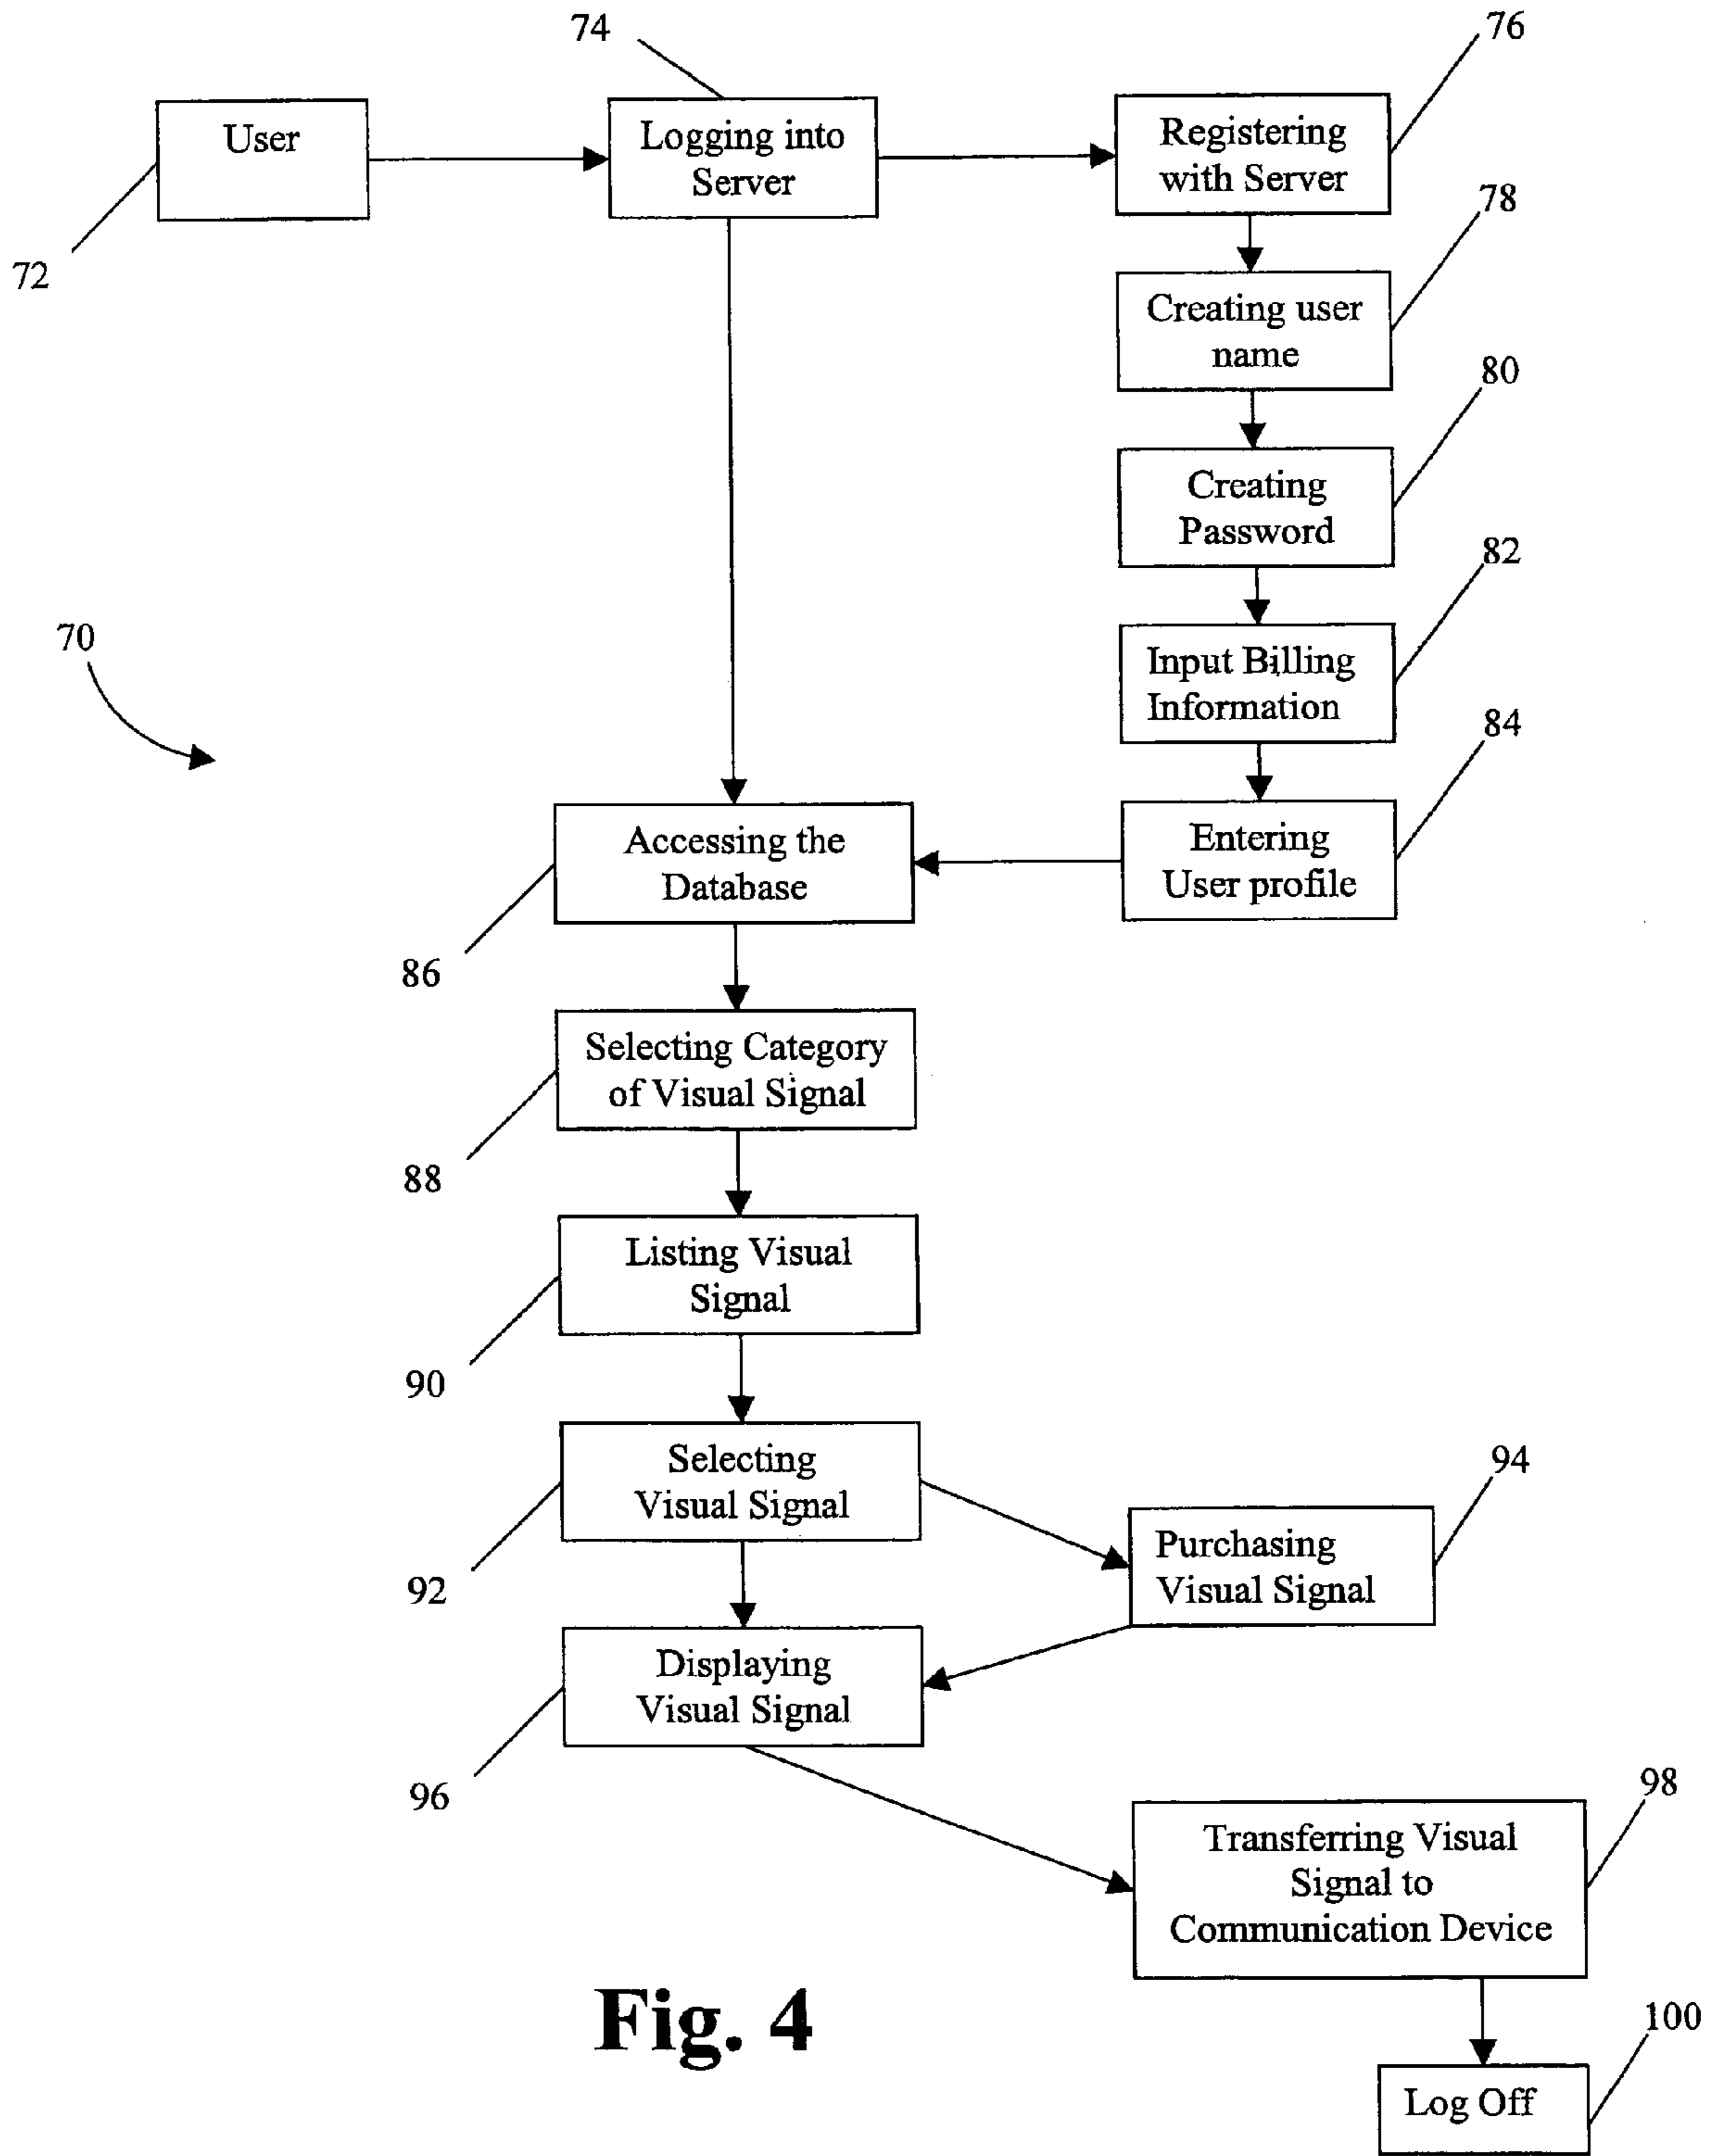 74
76
User
Logging into
Server
Registering
with Server
72
78
Creating user
name
80
Creating
Password
82
70
Input Billing
Information
84
Accessing the
Database
Entering
User profile
86
Selecting Category
of Visual Signal
88
Listing Visual
Signal
90
Selecting
Visual Signal
94
Purchasing
Visual Signal
92
Displaying
Visual Signal
96
98
Transferring Visual
Signal to
Communication Device
Fig. 4
100
Log Off